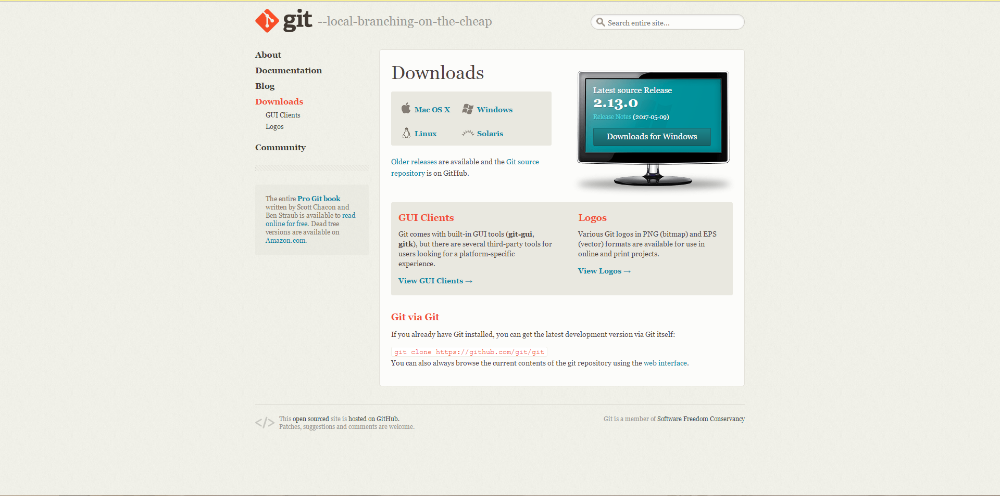 git --local-branching-on-the-cheap
Search entire site...
About
Documentation
Blog
Downloads
GUI Clients
Logos
Community
The entire Pro Git book
written by Scott Chacon and
Ben Straub is available to read
online for free. Dead tree
versions are available on
Amazon.com.
Downloads
Mac OS X
Windows
Linux
Solaris
Older releases are available and the Git source
repository is on GitHub.
Latest source Release
2.13.0
Release Notes (2017-05-09)
Downloads for Windows
GUI Clients
Git comes with built-in GUI tools (git-gui,
gitk), but there are several third-party tools for
users looking for a platform-specific
experience.
View GUI Clients →
Logos
Various Git logos in PNG (bitmap) and EPS
(vector) formats are available for use in
online and print projects.
View Logos →
Git via Git
If you already have Git installed, you can get the latest development version via Git itself:
git clone https://github.com/git/git
You can also always browse the current contents of the git repository using the web interface.
</> This open sourced site is hosted on GitHub.
Patches, suggestions and comments are welcome.
Git is a member of Software Freedom Conservancy